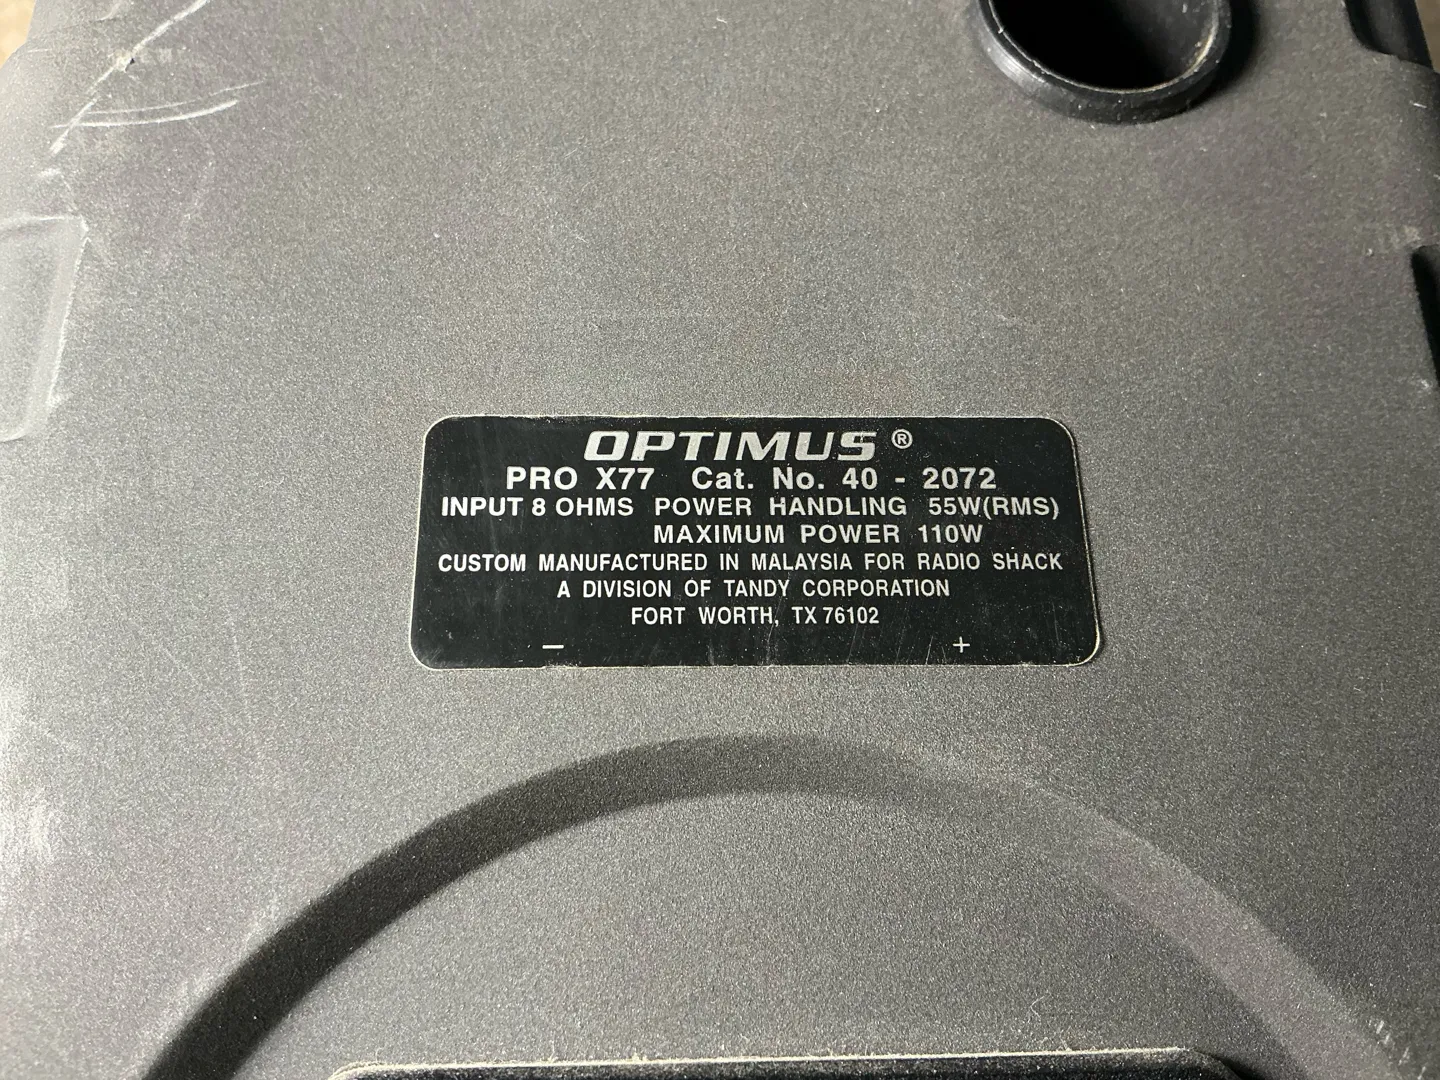 OPTIMUS®
PRO X77 Cat. No. 40 - 2072
INPUT 8 OHMS POWER HANDLING 55W(RMS)
MAXIMUM POWER 110W
CUSTOM MANUFACTURED IN MALAYSIA FOR RADIO SHACK
A DIVISION OF TANDY CORPORATION
FORT WORTH, TX 76102
– +